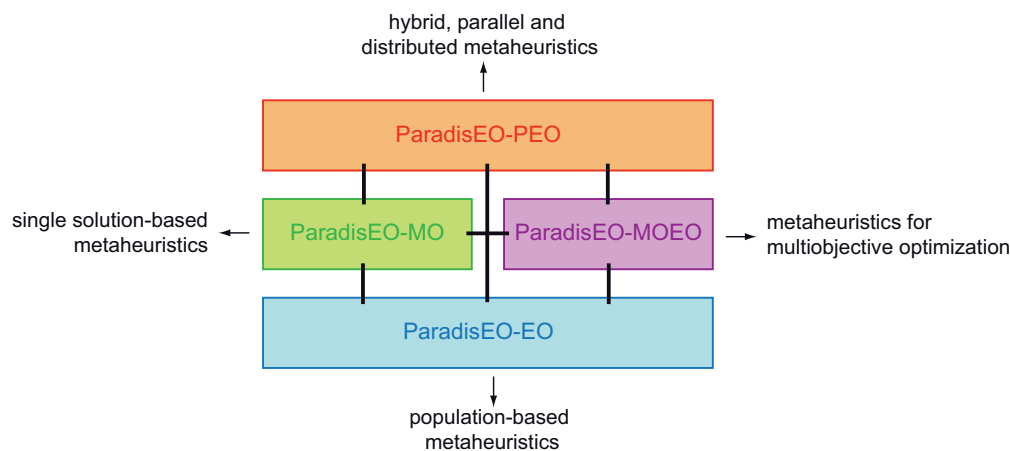 hybrid, parallel and
distributed metaheuristics
ParadisEO-PEO
single solution-based
metaheuristics
ParadisEO-MO
ParadisEO-MOEO
metaheuristics for
multiobjective optimization
ParadisEO-EO
population-based
metaheuristics